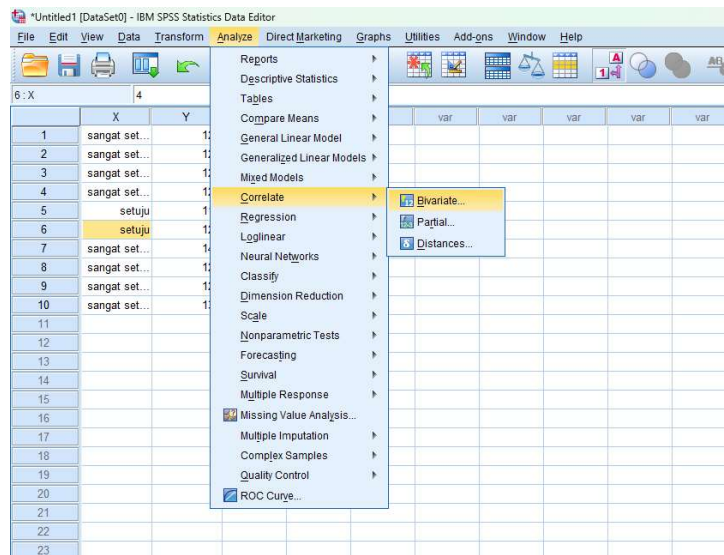 *Untitled1 [DataSet0] - IBM SPSS Statistics Data Editor
File Edit View Data Transform Analyze Direct Marketing Graphs Utilities Add-ons Window Help
6 : X 4
X Y var var var var var
1 sangat set...
2 sangat set...
3 sangat set...
4 sangat set...
5 setuju
6 setuju
7 sangat set...
8 sangat set...
9 sangat set...
10 sangat set...
11
12
13
14
15
16
17
18
19
20
21
22
23
Reports
Descriptive Statistics
Tables
Compare Means
General Linear Model
Generalized Linear Models
Mixed Models
Correlate
Regression
Loglinear
Neural Networks
Classify
Dimension Reduction
Scale
Nonparametric Tests
Forecasting
Survival
Multiple Response
Missing Value Analysis...
Multiple Imputation
Complex Samples
Quality Control
ROC Curve...
Bivariate...
Partial...
Distances...